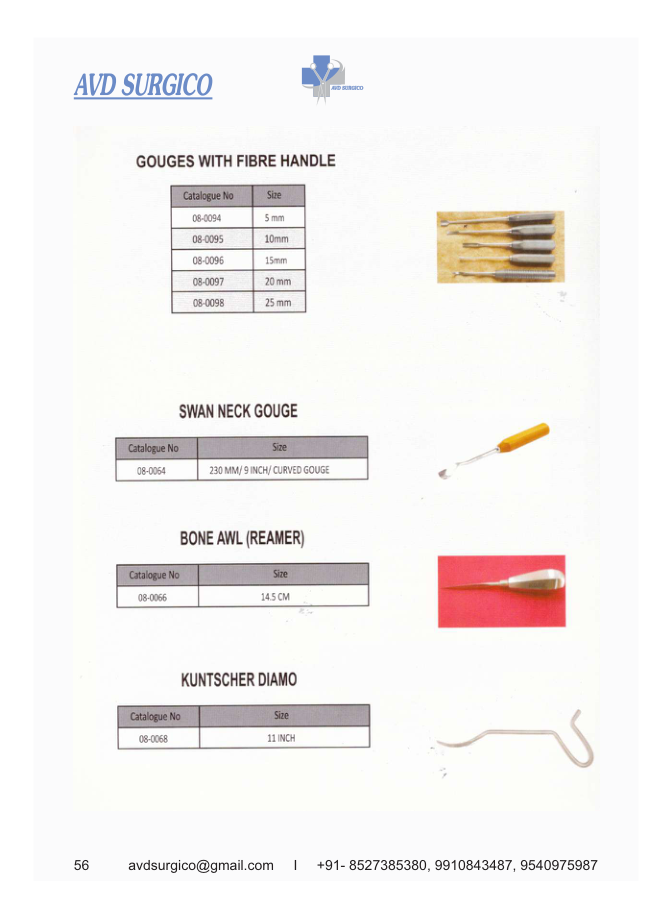 AVD SURGICO
AVD SURGICO
GOUGES WITH FIBRE HANDLE
Catalogue No Size
08-0094 5 mm
08-0095 10mm
08-0096 15mm
08-0097 20 mm
08-0098 25 mm
SWAN NECK GOUGE
Catalogue No Size
08-0064 230 MM/ 9 INCH/ CURVED GOUGE
BONE AWL (REAMER)
Catalogue No Size
08-0066 14.5 CM
KUNTSCHER DIAMO
Catalogue No Size
08-0068 11 INCH
56 avdsurgico@gmail.com I +91- 8527385380, 9910843487, 9540975987